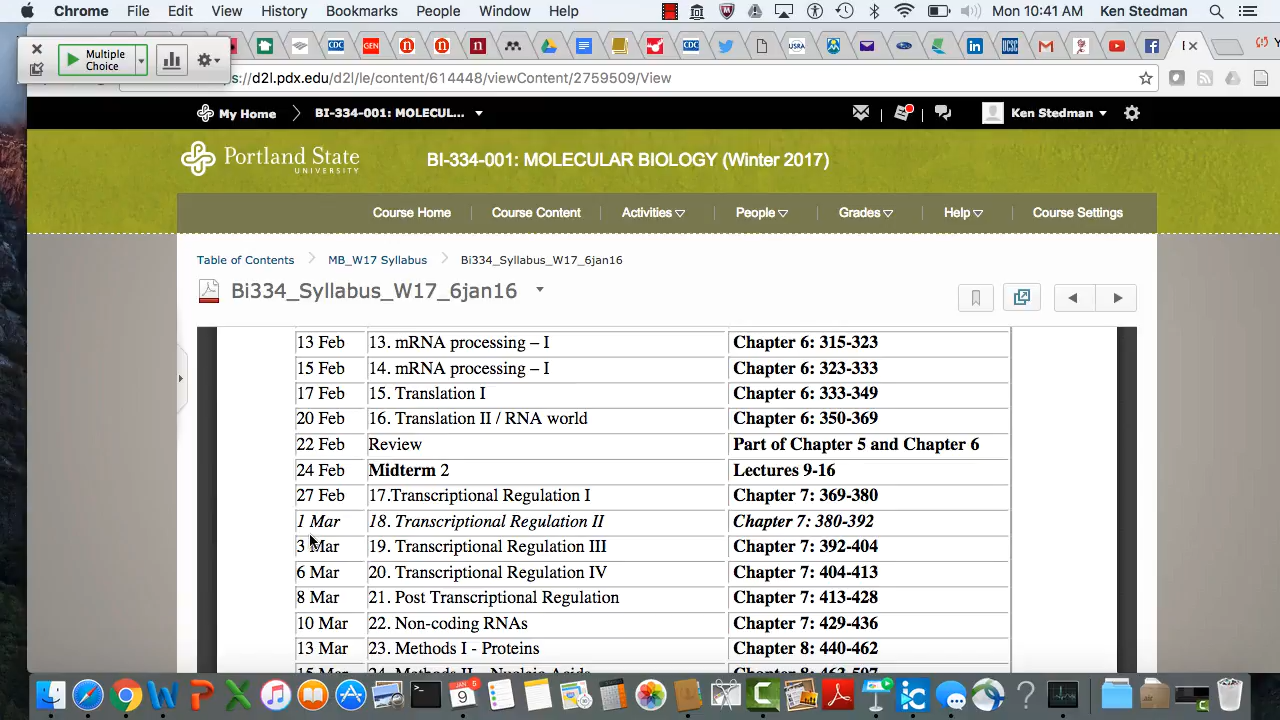 Chrome File Edit View History Bookmarks People Window Help Mon 10:41 AM Ken Stedman
Multiple Choice
://d2l.pdx.edu/d2l/le/content/614448/viewContent/2759509/View
My Home BI-334-001: MOLECUL... Ken Stedman
Portland State UNIVERSITY BI-334-001: MOLECULAR BIOLOGY (Winter 2017)
Course Home Course Content Activities People Grades Help Course Settings
Table of Contents MB_W17 Syllabus Bi334_Syllabus_W17_6jan16
Bi334_Syllabus_W17_6jan16
13 Feb 13. mRNA processing – I Chapter 6: 315-323
15 Feb 14. mRNA processing – I Chapter 6: 323-333
17 Feb 15. Translation I Chapter 6: 333-349
20 Feb 16. Translation II / RNA world Chapter 6: 350-369
22 Feb Review Part of Chapter 5 and Chapter 6
24 Feb Midterm 2 Lectures 9-16
27 Feb 17.Transcriptional Regulation I Chapter 7: 369-380
1 Mar 18. Transcriptional Regulation II Chapter 7: 380-392
3 Mar 19. Transcriptional Regulation III Chapter 7: 392-404
6 Mar 20. Transcriptional Regulation IV Chapter 7: 404-413
8 Mar 21. Post Transcriptional Regulation Chapter 7: 413-428
10 Mar 22. Non-coding RNAs Chapter 7: 429-436
13 Mar 23. Methods I - Proteins Chapter 8: 440-462